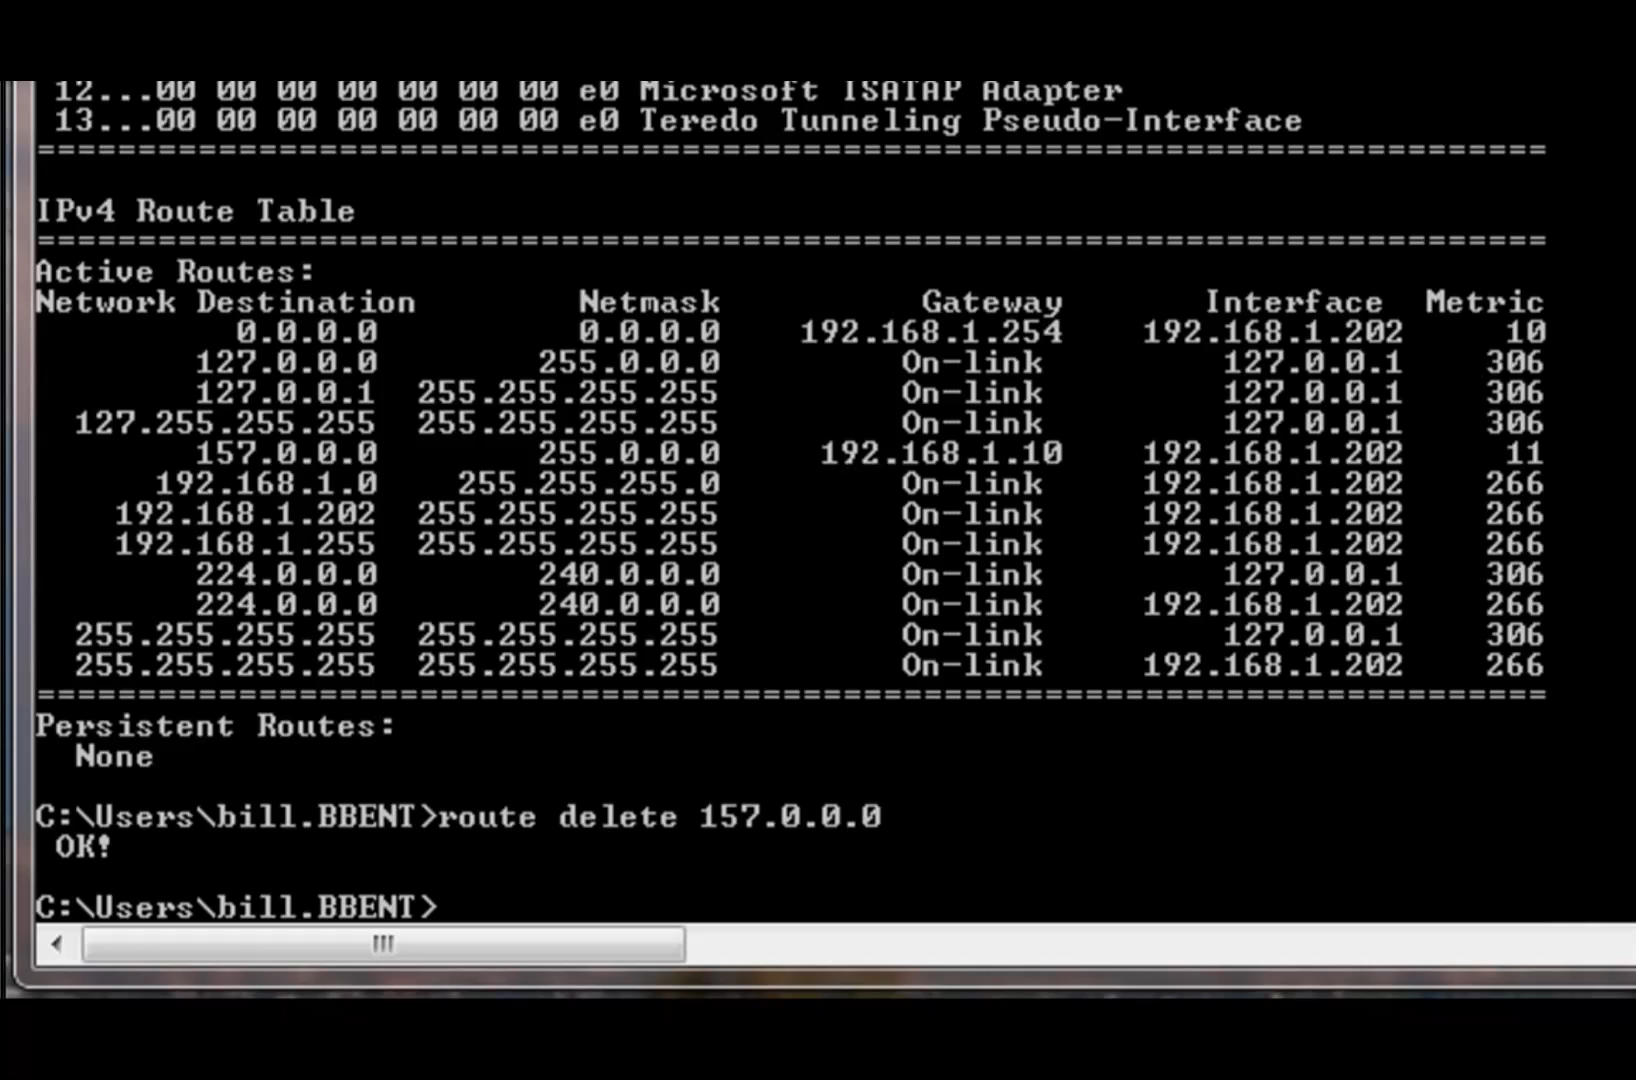 12...00 00 00 00 00 00 00 e0 Microsoft ISATAP Adapter
13...00 00 00 00 00 00 00 e0 Teredo Tunneling Pseudo-Interface
===========================================================================
IPv4 Route Table
===========================================================================
Active Routes:
Network Destination        Netmask          Gateway       Interface  Metric
          0.0.0.0          0.0.0.0    192.168.1.254    192.168.1.202     10
        127.0.0.0        255.0.0.0         On-link         127.0.0.1    306
        127.0.0.1  255.255.255.255         On-link         127.0.0.1    306
  127.255.255.255  255.255.255.255         On-link         127.0.0.1    306
        157.0.0.0        255.0.0.0     192.168.1.10    192.168.1.202     11
      192.168.1.0    255.255.255.0         On-link     192.168.1.202    266
    192.168.1.202  255.255.255.255         On-link     192.168.1.202    266
    192.168.1.255  255.255.255.255         On-link     192.168.1.202    266
        224.0.0.0        240.0.0.0         On-link         127.0.0.1    306
        224.0.0.0        240.0.0.0         On-link     192.168.1.202    266
  255.255.255.255  255.255.255.255         On-link         127.0.0.1    306
  255.255.255.255  255.255.255.255         On-link     192.168.1.202    266
===========================================================================
Persistent Routes:
  None
C:\Users\bill.BBENT>route delete 157.0.0.0
 OK!
C:\Users\bill.BBENT>